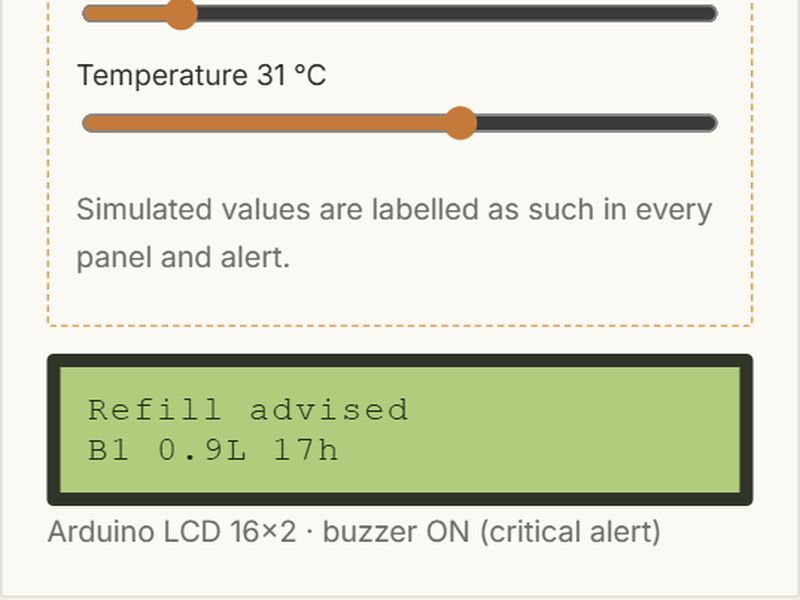 Temperature 31 °C
Simulated values are labelled as such in every
panel and alert.
Refill advised
B1 0.9L 17h
Arduino LCD 16×2 · buzzer ON (critical alert)